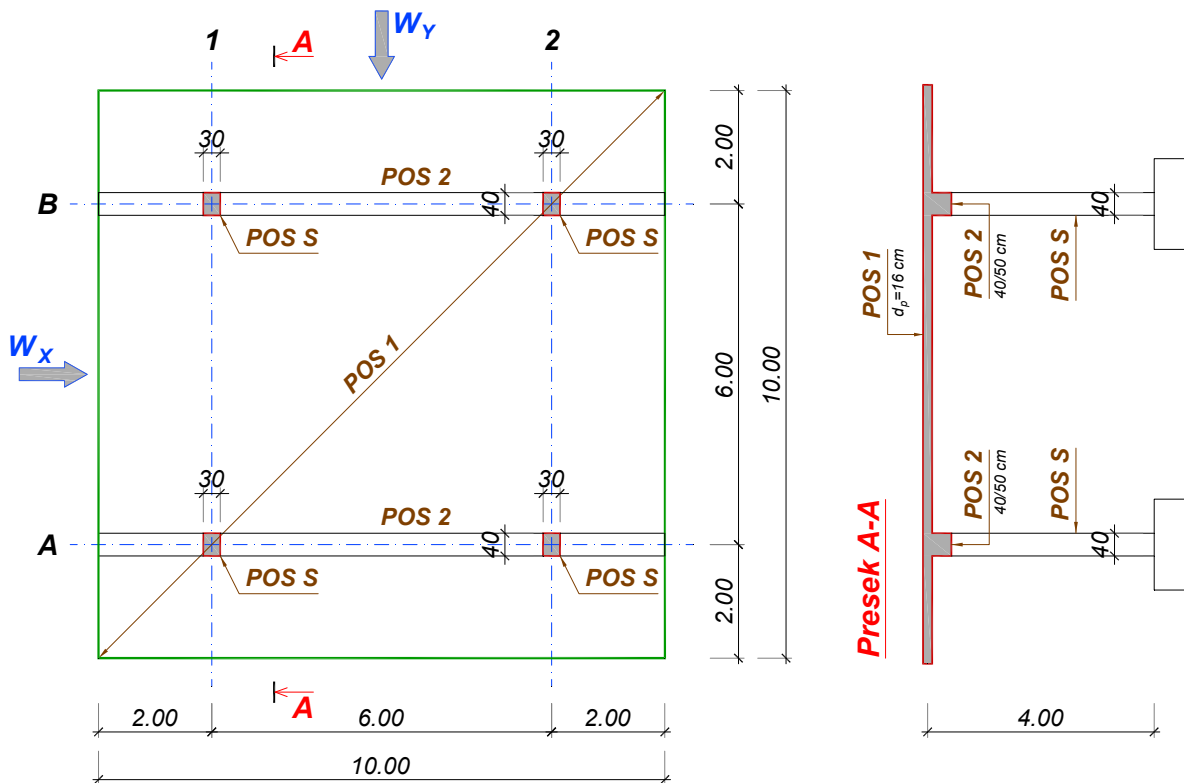 1
A
W Y
2
30
30
2.00
B
POS 2
40
40
POS S
POS S
POS 1
d p =16 cm
POS 2
40/50 cm
POS S
W X
POS 1
6.00
10.00
30
30
A
POS 2
40
POS S
POS S
2.00
Presek A-A
POS 2
40/50 cm
POS S
40
A
2.00
6.00
2.00
4.00
10.00